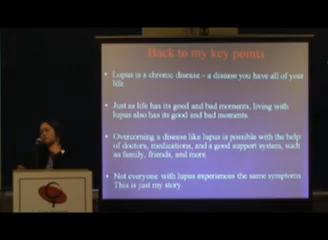 Back to my key points
• Lupus is a chronic disease – a disease you have all of your
life.
• Just as life has its good and bad moments, living with
lupus also has its good and bad moments.
• Overcoming a disease like lupus is possible with the help
of doctors, medications, and a good support system, such
as family, friends, and more.
• Not everyone with lupus experiences the same symptoms.
This is just my story.